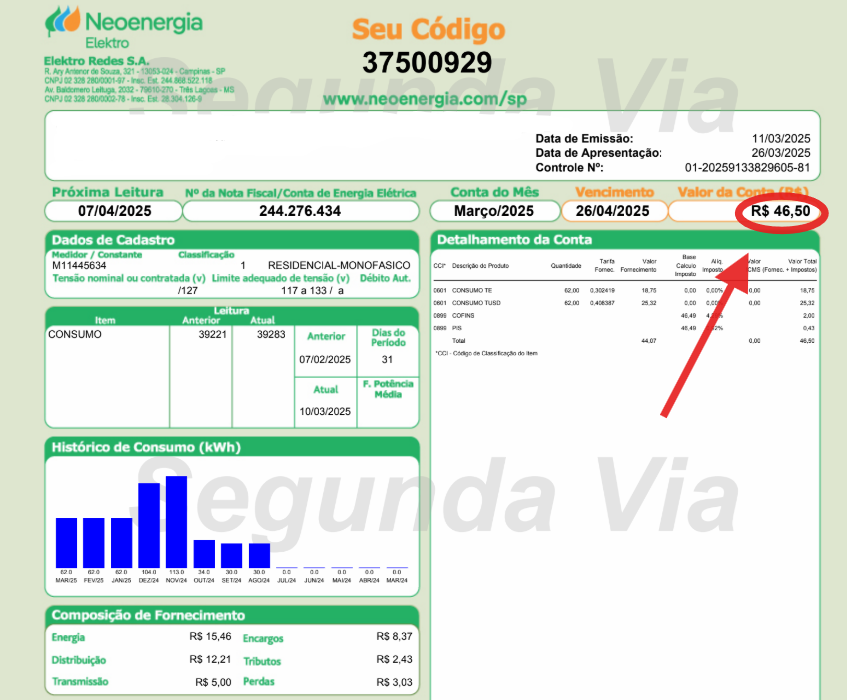 Neoenergia
Elektro
Elektro Redes S.A.
R. Ary Antenor de Souza, 321 - 13053-024 - Campinas - SP
CNPJ 02 328 280/0001-97 - Insc. Est. 244.668.522.118
Av. Baldomero Leituga, 2032 - 79610-270 - Três Lagoas - MS
CNPJ 02 328 280/0002-78 - Insc. Est. 28.304.126-9
Seu Código
37500929
www.neoenergia.com/sp
Segunda Via
Data de Emissão: 11/03/2025
Data de Apresentação: 26/03/2025
Controle Nº: 01-20259133829605-81
Próxima Leitura Nº da Nota Fiscal/Conta de Energia Elétrica Conta do Mês Vencimento Valor da Conta (R$)
07/04/2025 244.276.434 Março/2025 26/04/2025 R$ 46,50
Dados de Cadastro
Medidor / Constante Classificação
M11445634 1 RESIDENCIAL-MONOFASICO
Tensão nominal ou contratada (v) Limite adequado de tensão (v) Débito Aut.
/127 117 a 133 / a
Leitura
Item Anterior Atual
CONSUMO 39221 39283
Anterior Dias do Período
07/02/2025 31
Atual F. Potência Média
10/03/2025
Histórico de Consumo (kWh)
62.0 62.0 62.0 104.0 113.0 34.0 30.0 30.0 0.0 0.0 0.0 0.0 0.0
MAR/25 FEV/25 JAN/25 DEZ/24 NOV/24 OUT/24 SET/24 AGO/24 JUL/24 JUN/24 MAI/24 ABR/24 MAR/24
Composição de Fornecimento
Energia R$ 15,46 Encargos R$ 8,37
Distribuição R$ 12,21 Tributos R$ 2,43
Transmissão R$ 5,00 Perdas R$ 3,03
Detalhamento da Conta
CCI* Descrição do Produto Quantidade Tarifa Fornec. Valor Fornecimento Base Calculo Imposto Aliq. Imposto Valor ICMS Valor Total (Fornec. + Impostos)
0601 CONSUMO TE 62,00 0,302419 18,75 0,00 0,00% 0,00 18,75
0601 CONSUMO TUSD 62,00 0,408387 25,32 0,00 0,00% 0,00 25,32
0899 COFINS 46,49 2,00
0899 PIS 46,49 0,43
Total 44,07 0,00 46,50
*CCI - Código de Classificação do Item
Segunda Via